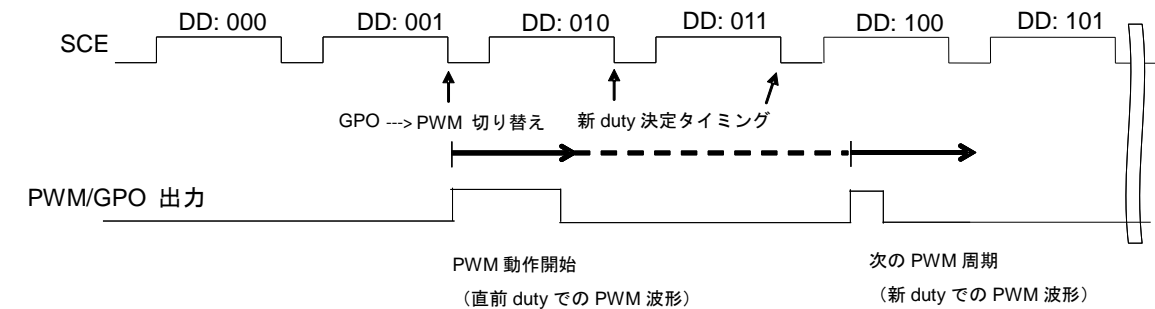 DD: 000 DD: 001 DD: 010 DD: 011 DD: 100 DD: 101
SCE
GPO ---> PWM 切り替え 新 duty 決定タイミング
PWM/GPO 出力
PWM 動作開始
（直前 duty での PWM 波形）
次の PWM 周期
（新 duty での PWM 波形）